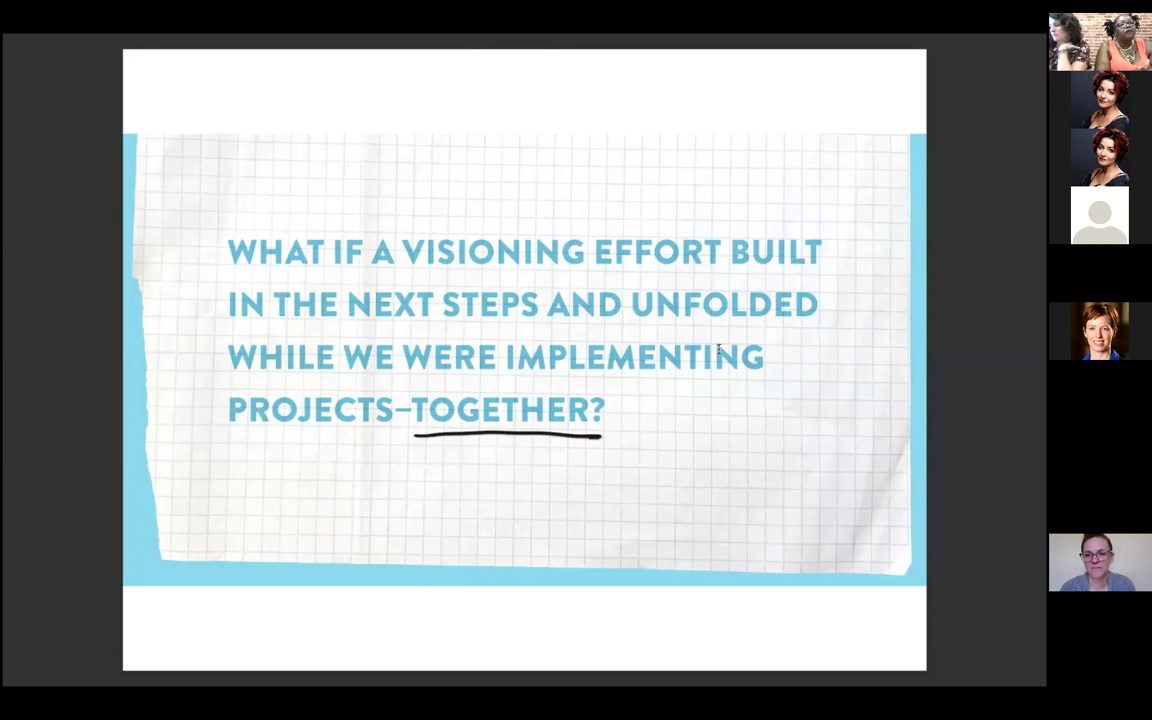 WHAT IF A VISIONING EFFORT BUILT
IN THE NEXT STEPS AND UNFOLDED
WHILE WE WERE IMPLEMENTING
PROJECTS–TOGETHER?